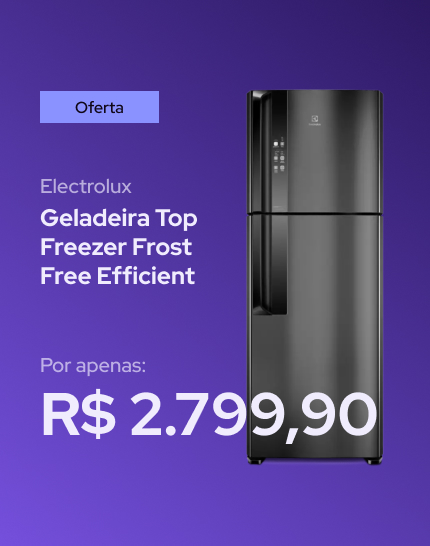 Oferta
Electrolux
Geladeira Top
Freezer Frost
Free Efficient
Por apenas:
R$ 2.799,90